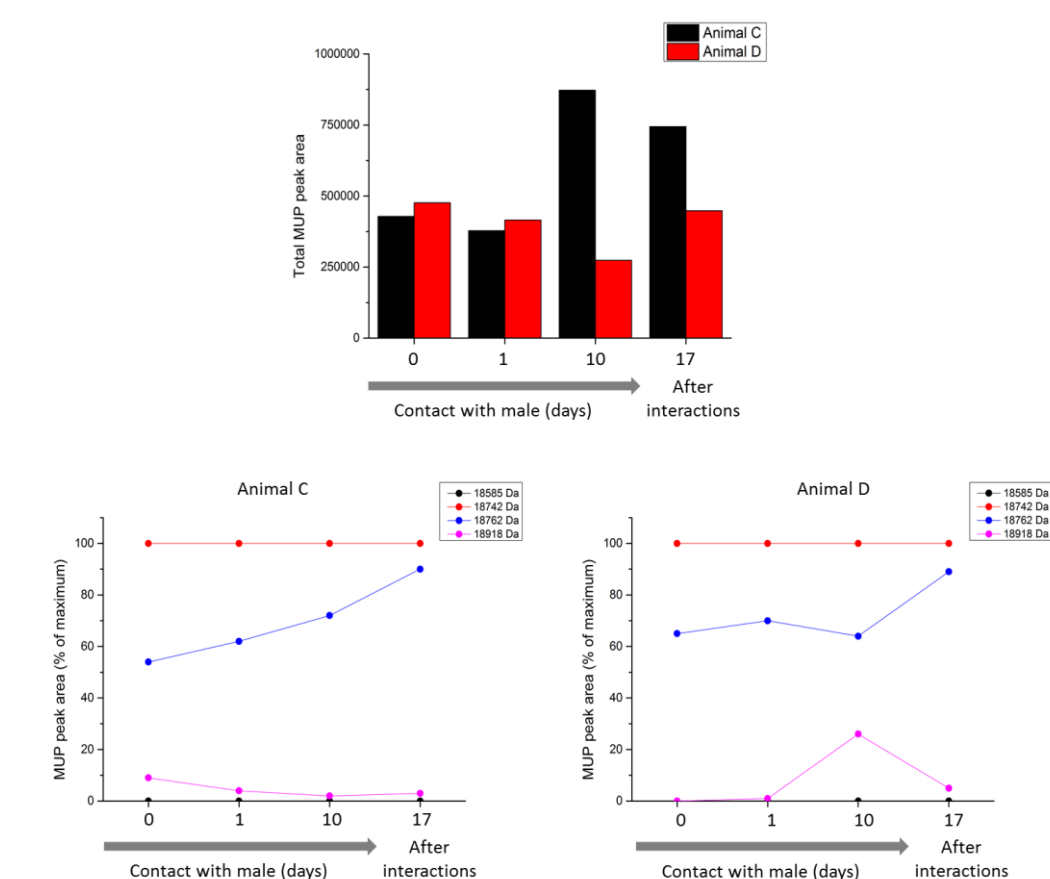 Animal C
Animal D
1000000
750000
500000
250000
0
Total MUP peak area
0 1 10 17
Contact with male (days)
After
interactions
Animal C
18585 Da
18742 Da
18762 Da
18918 Da
100
80
60
40
20
0
MUP peak area (% of maximum)
0 1 10 17
Contact with male (days)
After
interactions
Animal D
18585 Da
18742 Da
18762 Da
18918 Da
100
80
60
40
20
0
MUP peak area (% of maximum)
0 1 10 17
Contact with male (days)
After
interactions